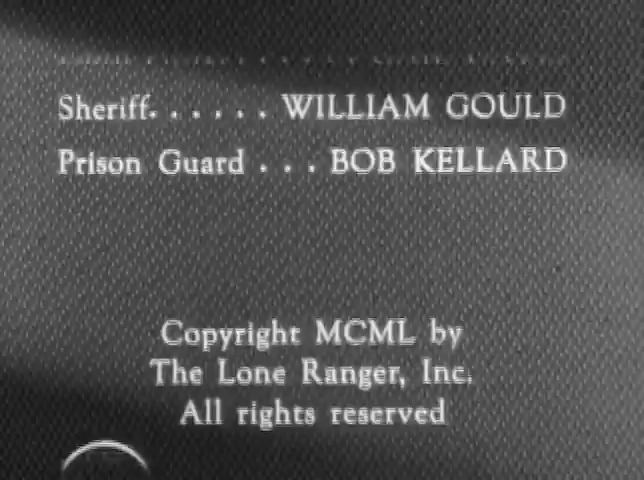 Sheriff. . . . . . WILLIAM GOULD
Prison Guard . . . BOB KELLARD
Copyright MCML by
The Lone Ranger, Inc.
All rights reserved